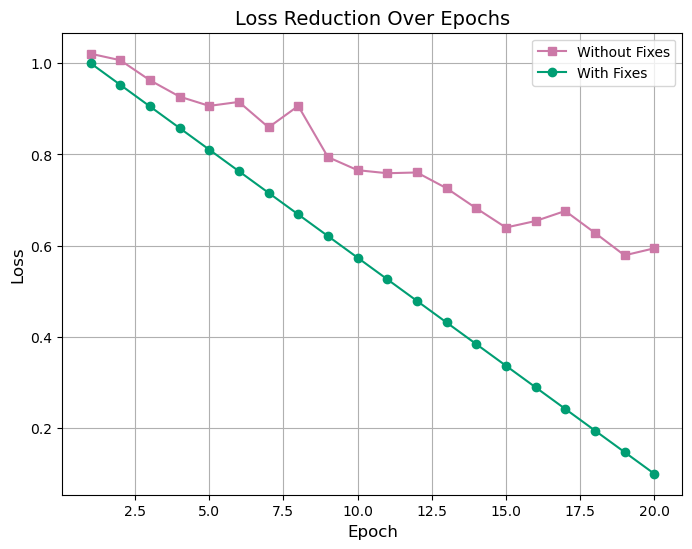 Loss Reduction Over Epochs
Without Fixes
With Fixes
1.0
0.8
0.6
0.4
0.2
Loss
2.5 5.0 7.5 10.0 12.5 15.0 17.5 20.0
Epoch